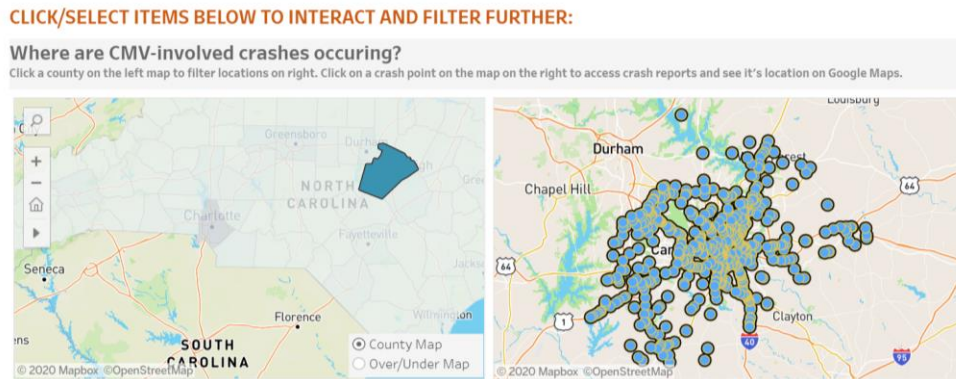 CLICK/SELECT ITEMS BELOW TO INTERACT AND FILTER FURTHER:
Where are CMV-involved crashes occuring?
Click a county on the left map to filter locations on right. Click on a crash point on the map on the right to access crash reports and see it's location on Google Maps.
Greensboro
NORTH
CAROLINA
Charlotte
Fayetteville
Seneca
Florence
Wilmington
SOUTH
CAROLINA
County Map
Over/Under Map
© 2020 Mapbox ©OpenStreetMap
Louisburg
Durham
Chapel Hill
64
64
1
Clayton
40
95
© 2020 Mapbox © OpenStreetMap